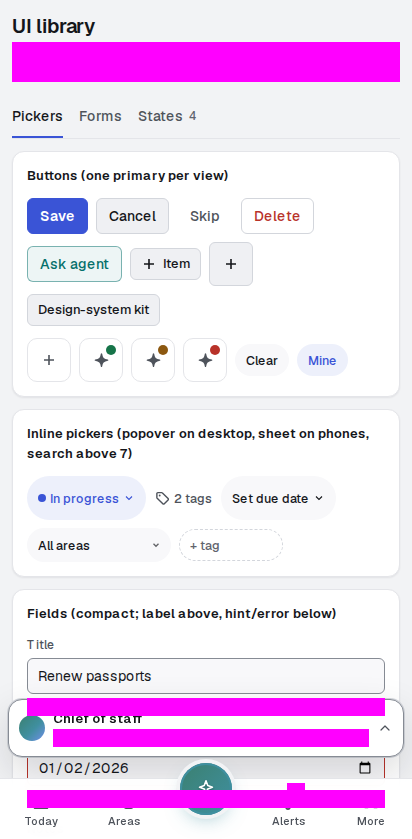 UI library
Pickers Forms States 4
Buttons (one primary per view)
Save Cancel Skip Delete
Ask agent + Item +
Design-system kit
+ Clear Mine
Inline pickers (popover on desktop, sheet on phones,
search above 7)
In progress 2 tags Set due date
All areas + tag
Fields (compact; label above, hint/error below)
Title
Renew passports
Chief of staff
01/02/2026
Today Areas Alerts More